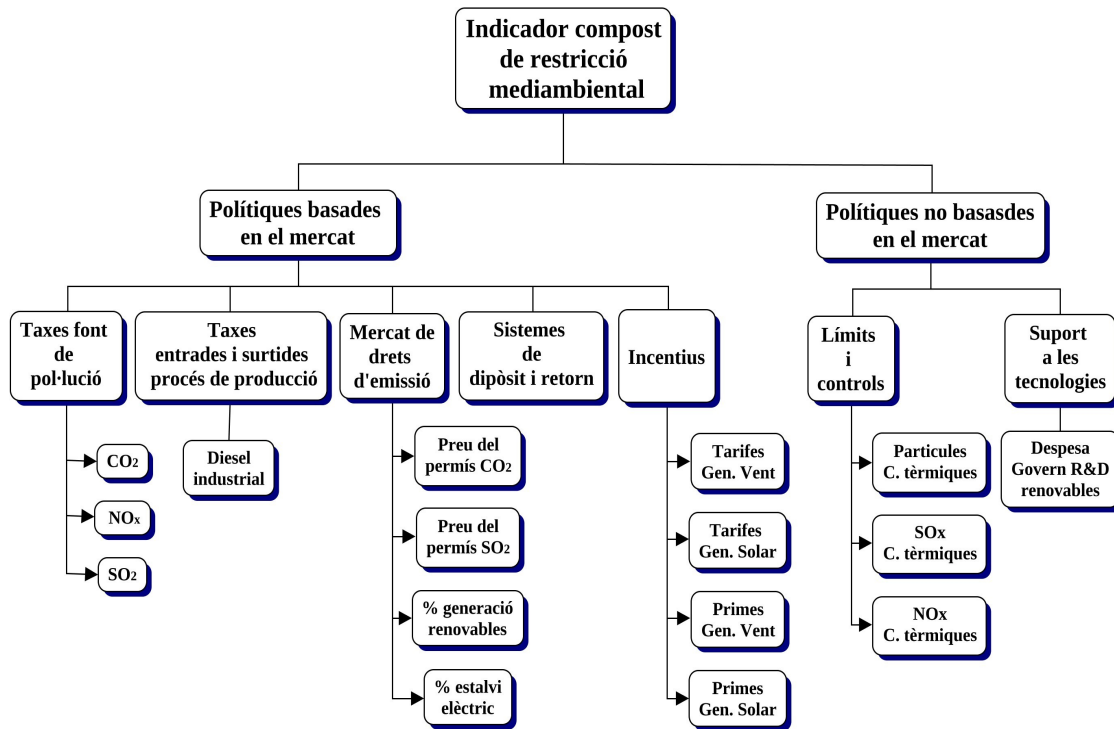 Indicador compost
de restricció
mediambiental
Polítiques basades
en el mercat
Polítiques no basasdes
en el mercat
Taxes font
de
pol·lució
Taxes
entrades i surtides
procés de producció
Mercat de
drets
d'emissió
Sistemes
de
dipòsit i retorn
Incentius
Límits
i
controls
Suport
a les
tecnologies
CO2
NOx
SO2
Diesel
industrial
Preu del
permís CO2
Preu del
permís SO2
% generació
renovables
% estalvi
elèctric
Tarifes
Gen. Vent
Tarifes
Gen. Solar
Primes
Gen. Vent
Primes
Gen. Solar
Particules
C. tèrmiques
SOx
C. tèrmiques
NOx
C. tèrmiques
Despesa
Govern R&D
renovables